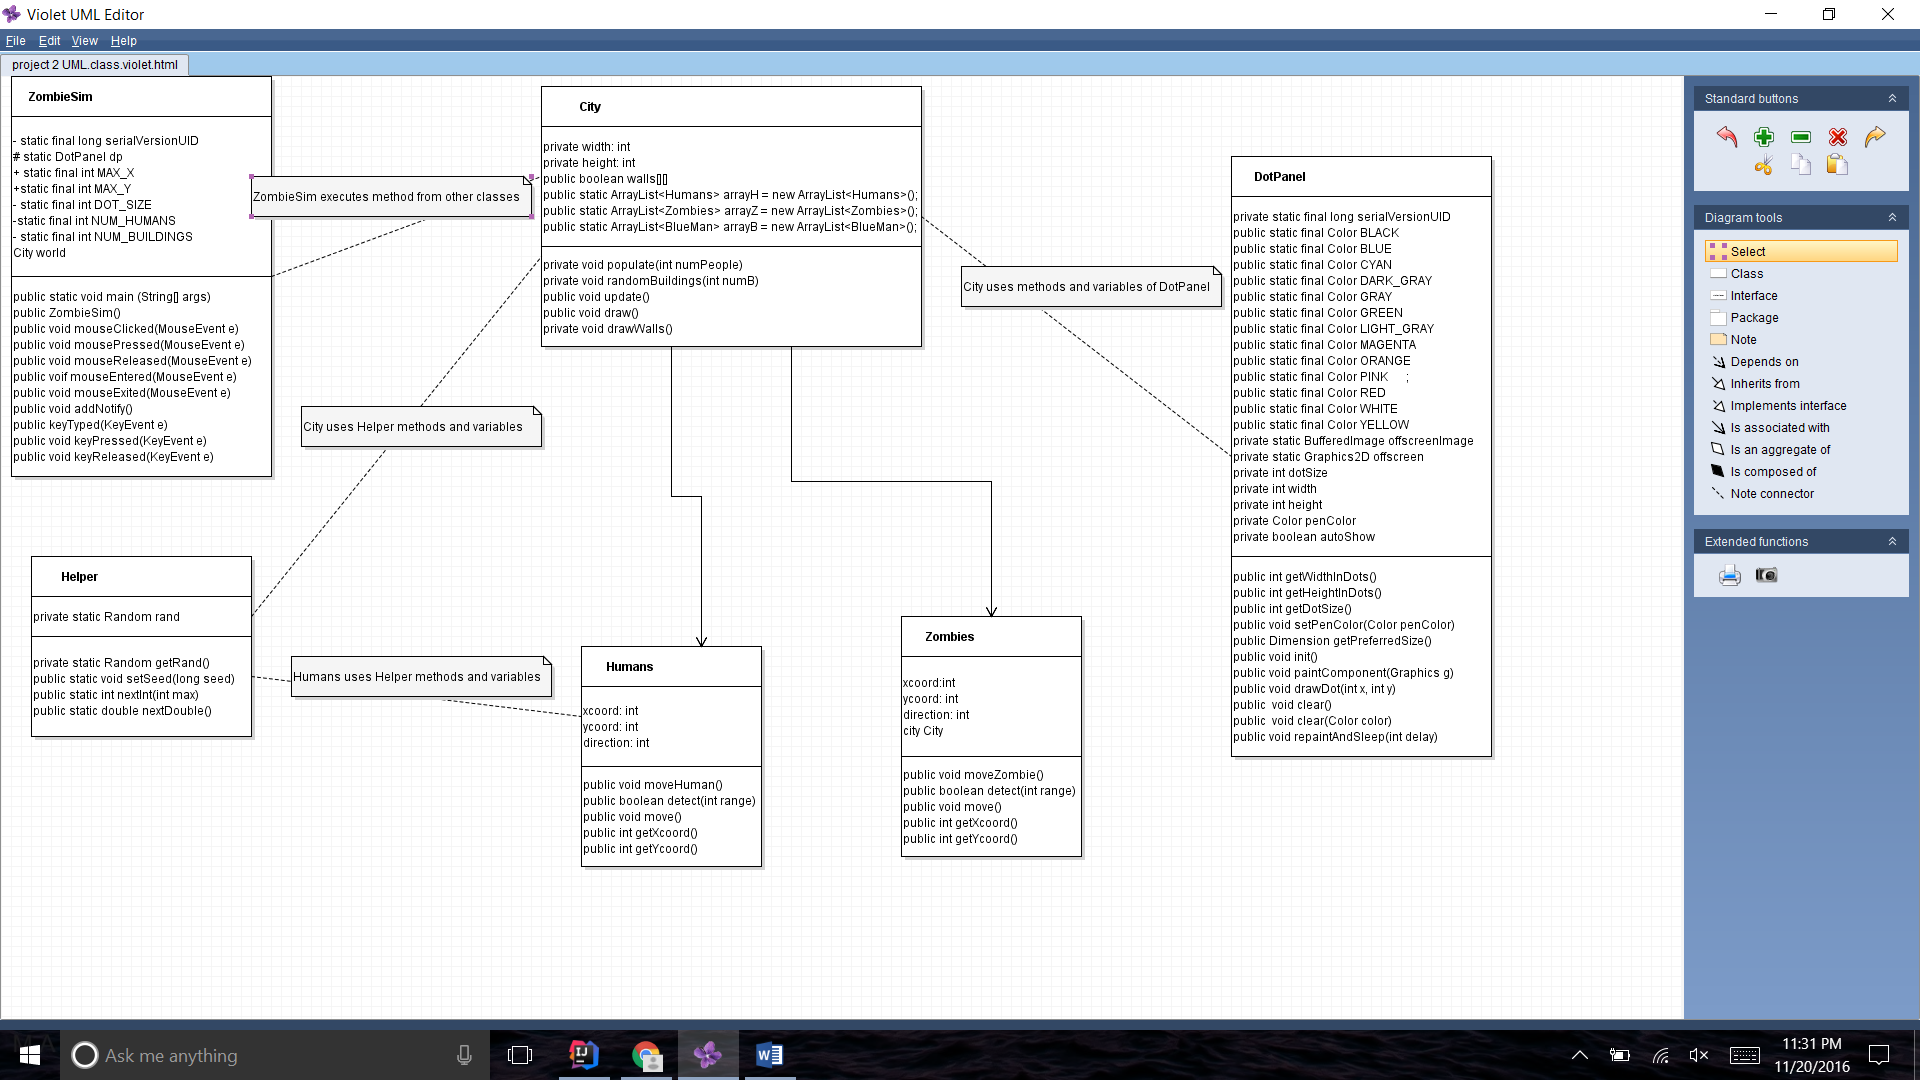 Violet UML Editor
File Edit View Help
project 2 UML.class.violet.html
ZombieSim
- static final long serialVersionUID
# static DotPanel dp
+ static final int MAX_X
+static final int MAX_Y
- static final int DOT_SIZE
-static final int NUM_HUMANS
- static final int NUM_BUILDINGS
City world
public static void main (String[] args)
public ZombieSim()
public void mouseClicked(MouseEvent e)
public void mousePressed(MouseEvent e)
public void mouseReleased(MouseEvent e)
public voif mouseEntered(MouseEvent e)
public void mouseExited(MouseEvent e)
public void addNotify()
public keyTyped(KeyEvent e)
public void keyPressed(KeyEvent e)
public void keyReleased(KeyEvent e)
ZombieSim executes method from other classes
City
private width: int
private height: int
public boolean walls[][]
public static ArrayList<Humans> arrayH = new ArrayList<Humans>();
public static ArrayList<Zombies> arrayZ = new ArrayList<Zombies>();
public static ArrayList<BlueMan> arrayB = new ArrayList<BlueMan>();
private void populate(int numPeople)
private void randomBuildings(int numB)
public void update()
public void draw()
private void drawWalls()
City uses methods and variables of DotPanel
City uses Helper methods and variables
DotPanel
private static final long serialVersionUID
public static final Color BLACK
public static final Color BLUE
public static final Color CYAN
public static final Color DARK_GRAY
public static final Color GRAY
public static final Color GREEN
public static final Color LIGHT_GRAY
public static final Color MAGENTA
public static final Color ORANGE
public static final Color PINK ;
public static final Color RED
public static final Color WHITE
public static final Color YELLOW
private static BufferedImage offscreenImage
private static Graphics2D offscreen
private int dotSize
private int width
private int height
private Color penColor
private boolean autoShow
public int getWidthInDots()
public int getHeightInDots()
public int getDotSize()
public void setPenColor(Color penColor)
public Dimension getPreferredSize()
public void init()
public void paintComponent(Graphics g)
public void drawDot(int x, int y)
public void clear()
public void clear(Color color)
public void repaintAndSleep(int delay)
Helper
private static Random rand
private static Random getRand()
public static void setSeed(long seed)
public static int nextInt(int max)
public static double nextDouble()
Humans uses Helper methods and variables
Humans
xcoord: int
ycoord: int
direction: int
public void moveHuman()
public boolean detect(int range)
public void move()
public int getXcoord()
public int getYcoord()
Zombies
xcoord:int
ycoord: int
direction: int
city City
public void moveZombie()
public boolean detect(int range)
public void move()
public int getXcoord()
public int getYcoord()
Standard buttons
Diagram tools
Select
Class
Interface
Package
Note
Depends on
Inherits from
Implements interface
Is associated with
Is an aggregate of
Is composed of
Note connector
Extended functions
Ask me anything
11:31 PM
11/20/2016